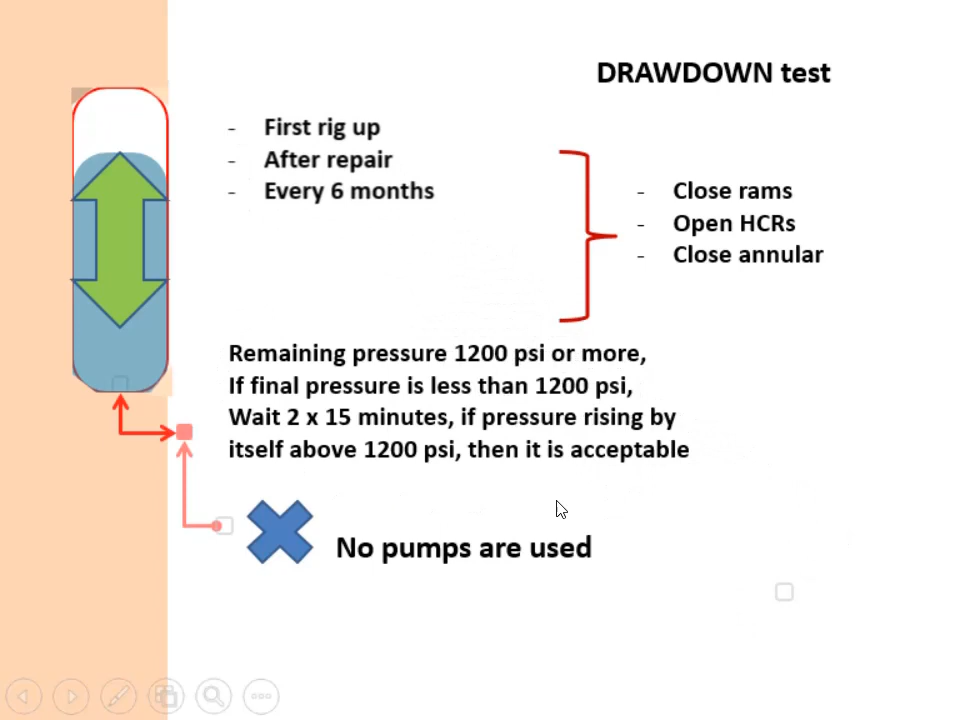 DRAWDOWN test
- First rig up
- After repair
- Every 6 months
- Close rams
- Open HCRs
- Close annular
Remaining pressure 1200 psi or more,
If final pressure is less than 1200 psi,
Wait 2 x 15 minutes, if pressure rising by
itself above 1200 psi, then it is acceptable
No pumps are used